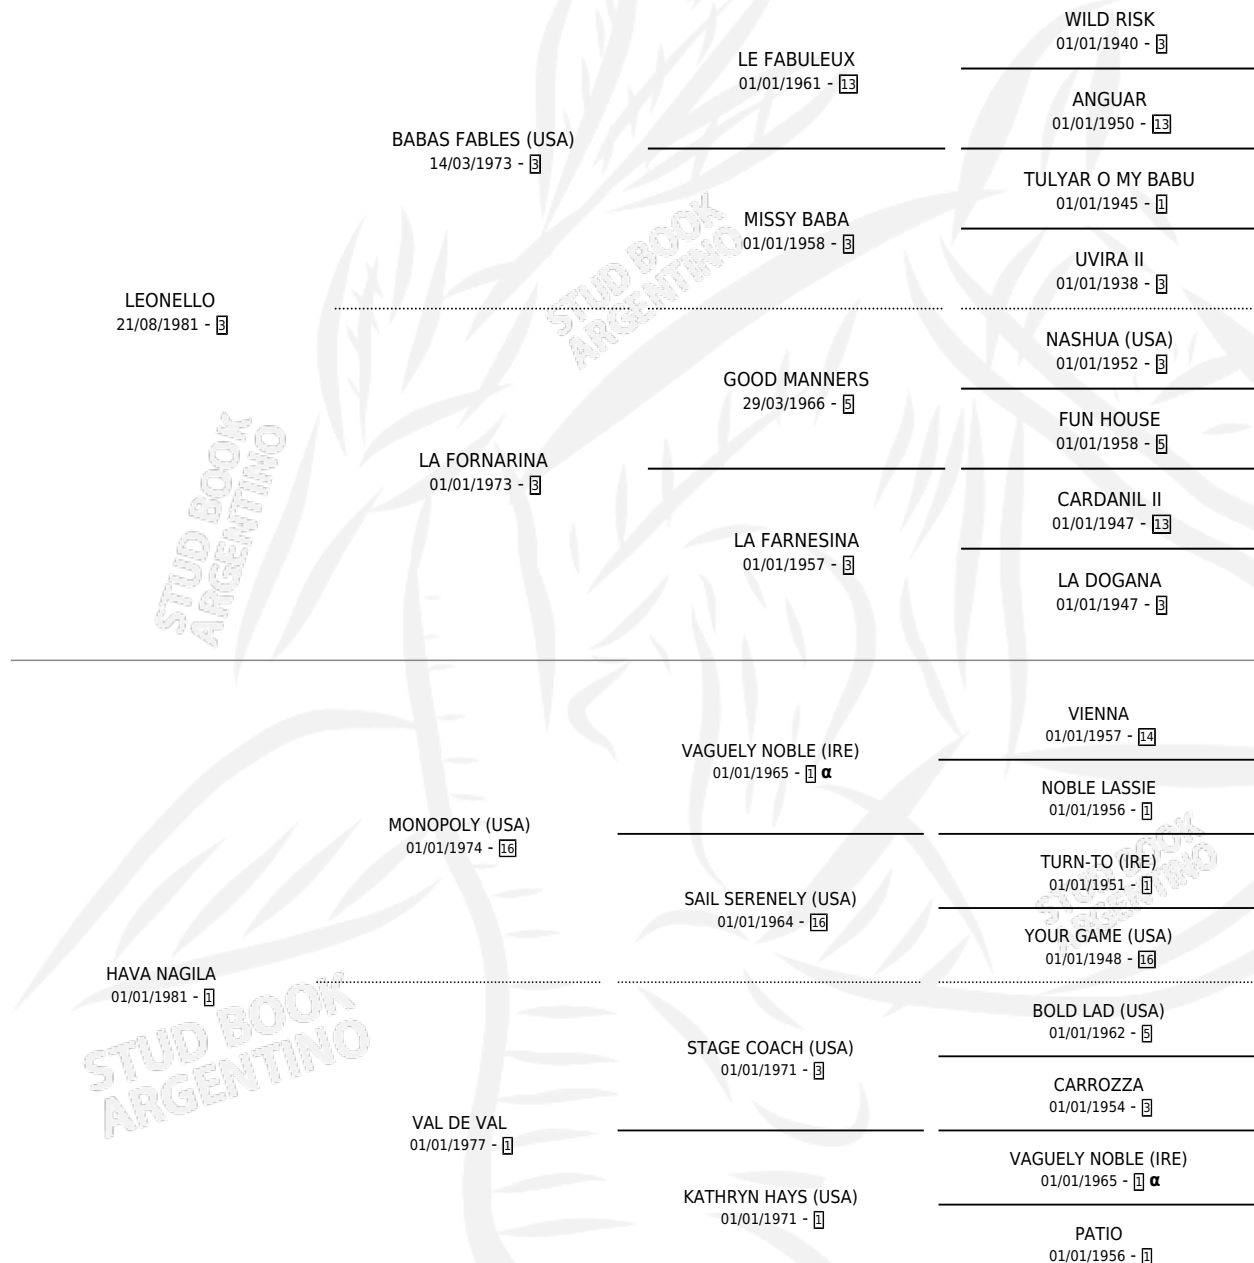 WILD RISK
01/01/1940 - 3
LE FABULEUX
01/01/1961 - 13
ANGUAR
01/01/1950 - 13
BABAS FABLES (USA)
14/03/1973 - 3
TULYAR O MY BABU
01/01/1945 - 1
MISSY BABA
01/01/1958 - 3
UVIRA II
01/01/1938 - 3
LEONELLO
21/08/1981 - 3
NASHUA (USA)
01/01/1952 - 3
GOOD MANNERS
29/03/1966 - 5
FUN HOUSE
01/01/1958 - 5
LA FORNARINA
01/01/1973 - 3
CARDANIL II
01/01/1947 - 13
LA FARNESINA
01/01/1957 - 3
LA DOGANA
01/01/1947 - 3
VIENNA
01/01/1957 - 14
VAGUELY NOBLE (IRE)
01/01/1965 - 1 α
NOBLE LASSIE
01/01/1956 - 1
MONOPOLY (USA)
01/01/1974 - 16
TURN-TO (IRE)
01/01/1951 - 1
SAIL SERENELY (USA)
01/01/1964 - 16
YOUR GAME (USA)
01/01/1948 - 16
HAVA NAGILA
01/01/1981 - 1
BOLD LAD (USA)
01/01/1962 - 5
STAGE COACH (USA)
01/01/1971 - 3
CARROZZA
01/01/1954 - 3
VAL DE VAL
01/01/1977 - 1
VAGUELY NOBLE (IRE)
01/01/1965 - 1 α
KATHRYN HAYS (USA)
01/01/1971 - 1
PATIO
01/01/1956 - 1
STUD BOOK
ARGENTINO
STUD BOOK
ARGENTINO
STUD BOOK
ARGENTINO
STUD BOOK
ARGENTINO